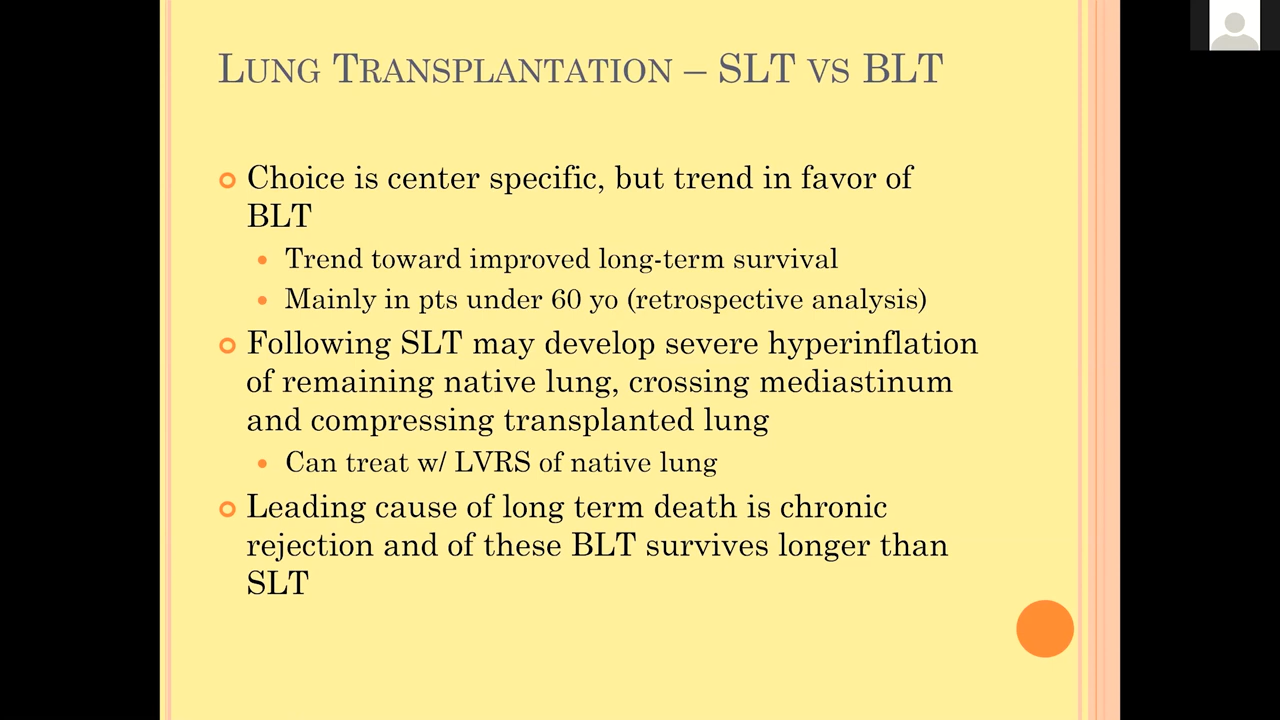 LUNG TRANSPLANTATION – SLT VS BLT
Choice is center specific, but trend in favor of
BLT
Trend toward improved long-term survival
Mainly in pts under 60 yo (retrospective analysis)
Following SLT may develop severe hyperinflation
of remaining native lung, crossing mediastinum
and compressing transplanted lung
Can treat w/ LVRS of native lung
Leading cause of long term death is chronic
rejection and of these BLT survives longer than
SLT